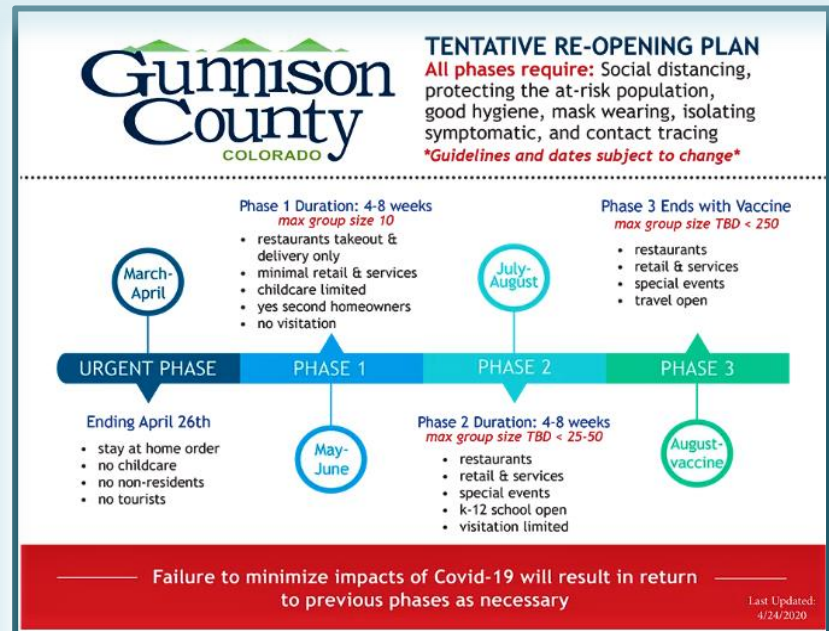 Gunnison
County
COLORADO
TENTATIVE RE-OPENING PLAN
All phases require: Social distancing,
protecting the at-risk population,
good hygiene, mask wearing, isolating
symptomatic, and contact tracing
*Guidelines and dates subject to change*
March-
April
URGENT PHASE
Ending April 26th
• stay at home order
• no childcare
• no non-residents
• no tourists
Phase 1 Duration: 4-8 weeks
max group size 10
• restaurants takeout &
delivery only
• minimal retail & services
• childcare limited
• yes second homeowners
• no visitation
PHASE 1
May-
June
July-
August
PHASE 2
Phase 2 Duration: 4-8 weeks
max group size TBD < 25-50
• restaurants
• retail & services
• special events
• k-12 school open
• visitation limited
Phase 3 Ends with Vaccine
max group size TBD < 250
• restaurants
• retail & services
• special events
• travel open
PHASE 3
August-
vaccine
Failure to minimize impacts of Covid-19 will result in return
to previous phases as necessary
Last Updated:
4/24/2020